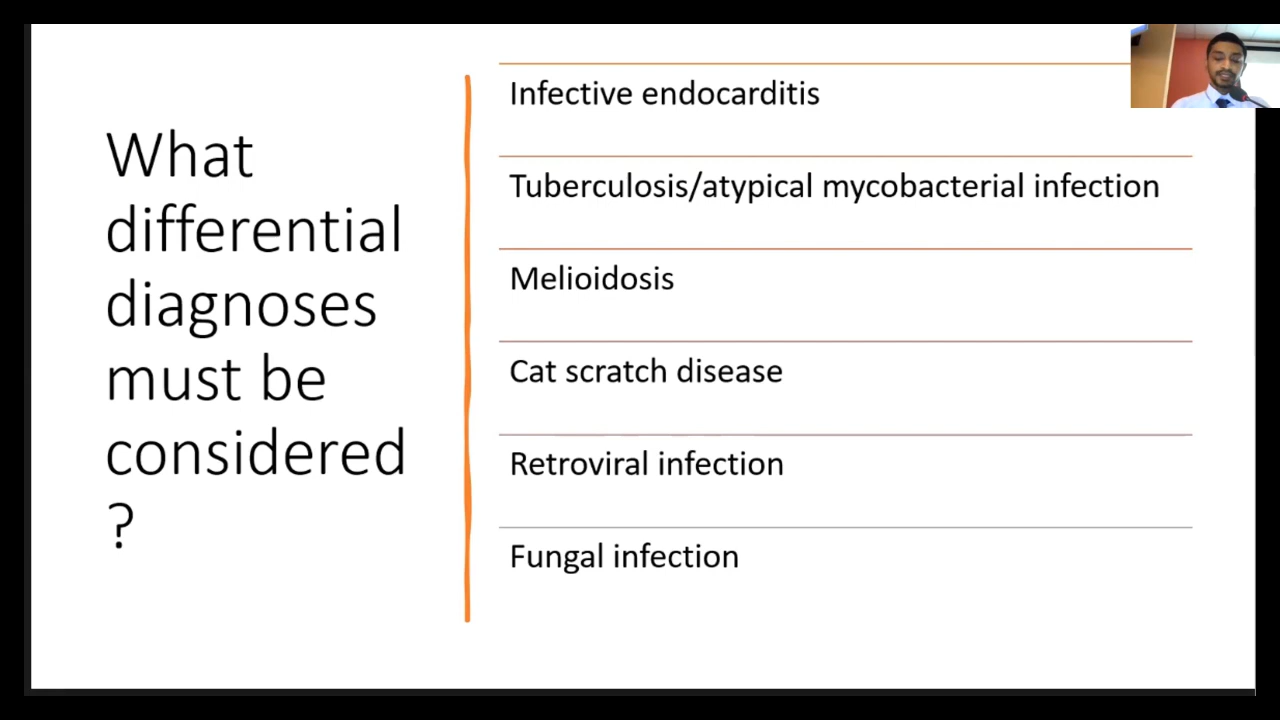 What
differential
diagnoses
must be
considered
?
Infective endocarditis
Tuberculosis/atypical mycobacterial infection
Melioidosis
Cat scratch disease
Retroviral infection
Fungal infection